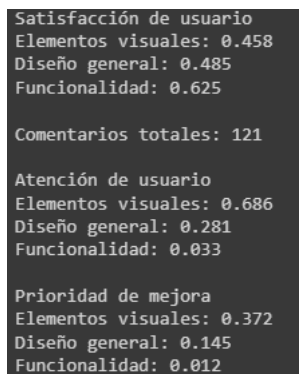 Satisfacción de usuario
Elementos visuales: 0.458
Diseño general: 0.485
Funcionalidad: 0.625
Comentarios totales: 121
Atención de usuario
Elementos visuales: 0.686
Diseño general: 0.281
Funcionalidad: 0.033
Prioridad de mejora
Elementos visuales: 0.372
Diseño general: 0.145
Funcionalidad: 0.012